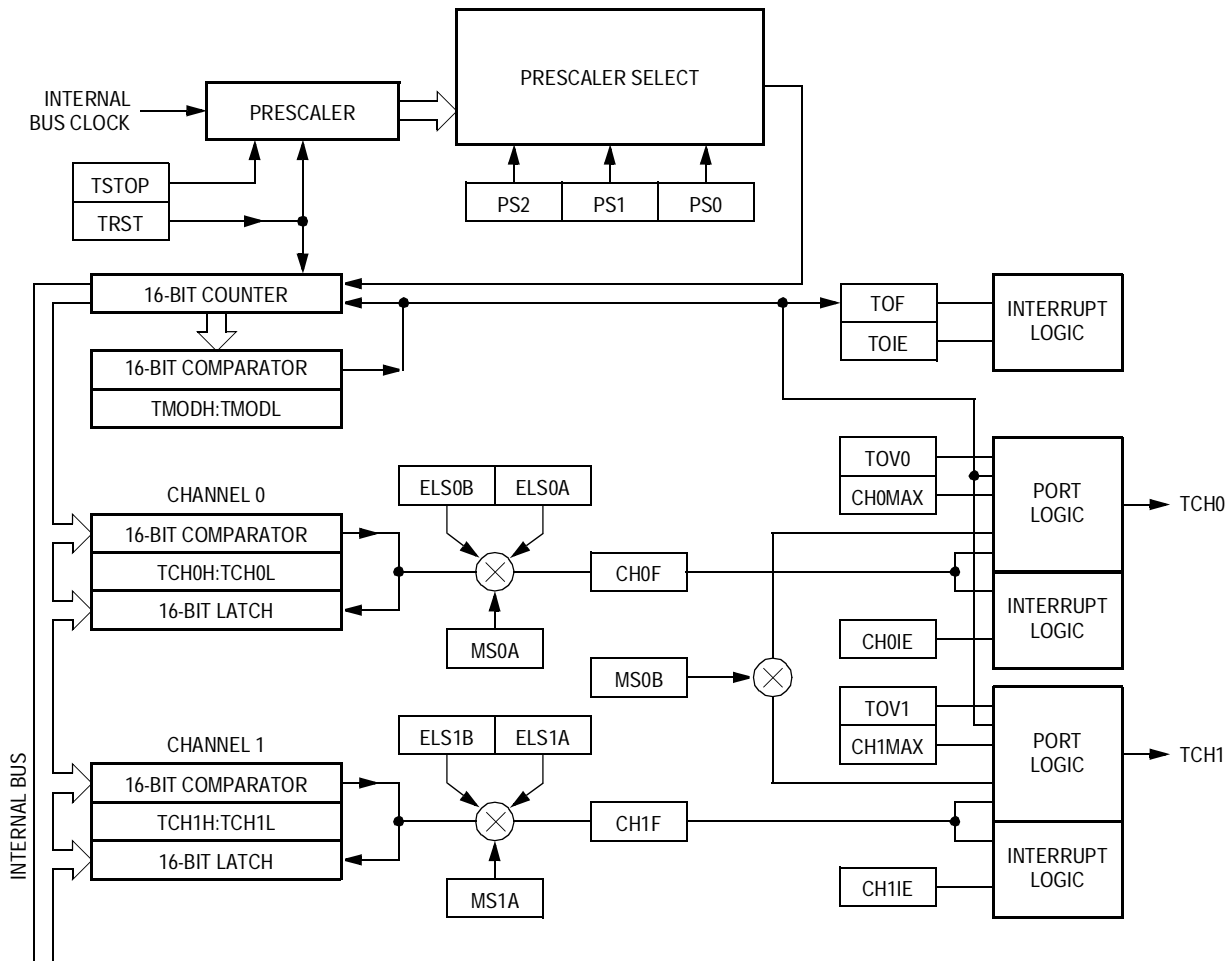 PRESCALER SELECT
INTERNAL
BUS CLOCK
PRESCALER
TSTOP
TRST
PS2
PS1
PS0
16-BIT COUNTER
16-BIT COMPARATOR
TMODH:TMODL
TOF
TOIE
INTERRUPT
LOGIC
CHANNEL 0
16-BIT COMPARATOR
TCH0H:TCH0L
16-BIT LATCH
ELS0B
ELS0A
MS0A
CH0F
TOV0
CH0MAX
PORT
LOGIC
TCH0
INTERRUPT
LOGIC
CH0IE
MS0B
INTERNAL BUS
CHANNEL 1
16-BIT COMPARATOR
TCH1H:TCH1L
16-BIT LATCH
ELS1B
ELS1A
MS1A
CH1F
TOV1
CH1MAX
PORT
LOGIC
TCH1
INTERRUPT
LOGIC
CH1IE